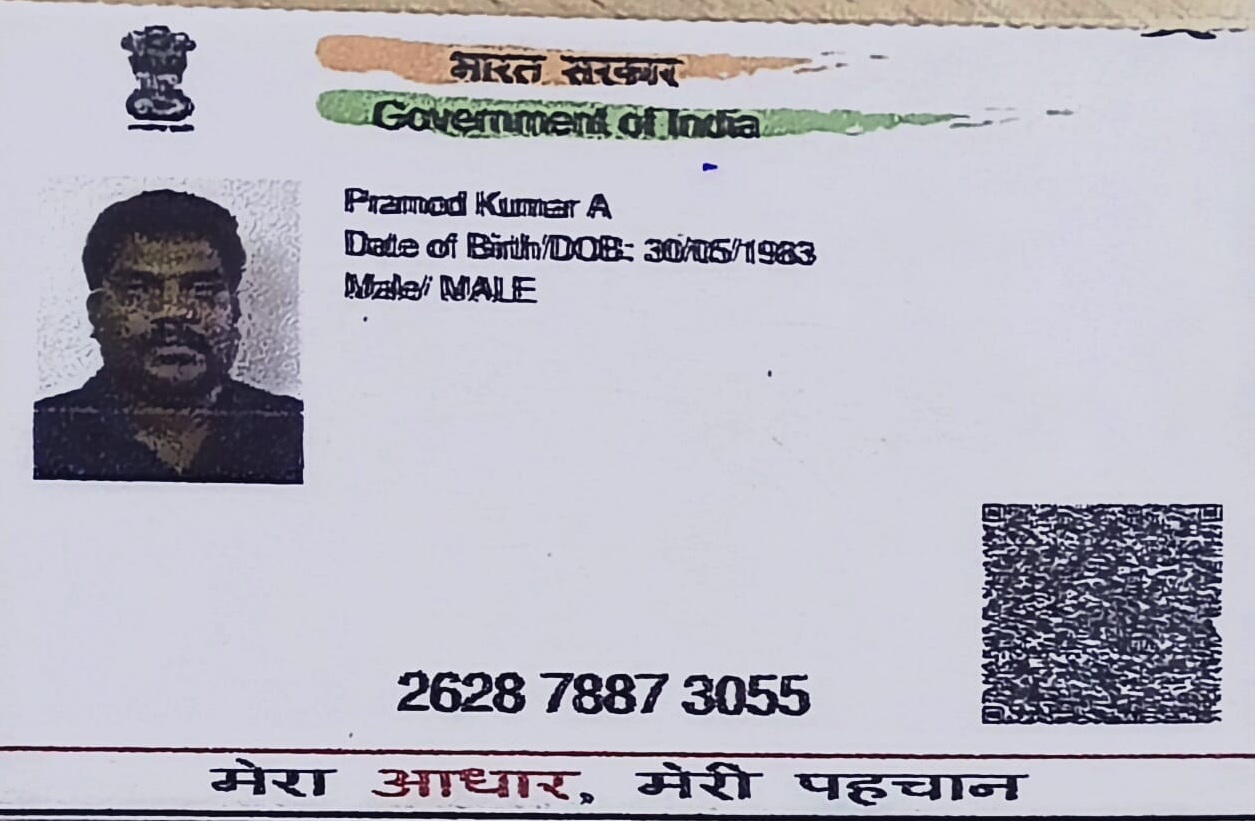 भारत सरकार
Government of India
Pramod Kumar A
Date of Birth/DOB: 30/05/1983
Male/ MALE
2628 7887 3055
मेरा आधार, मेरी पहचान